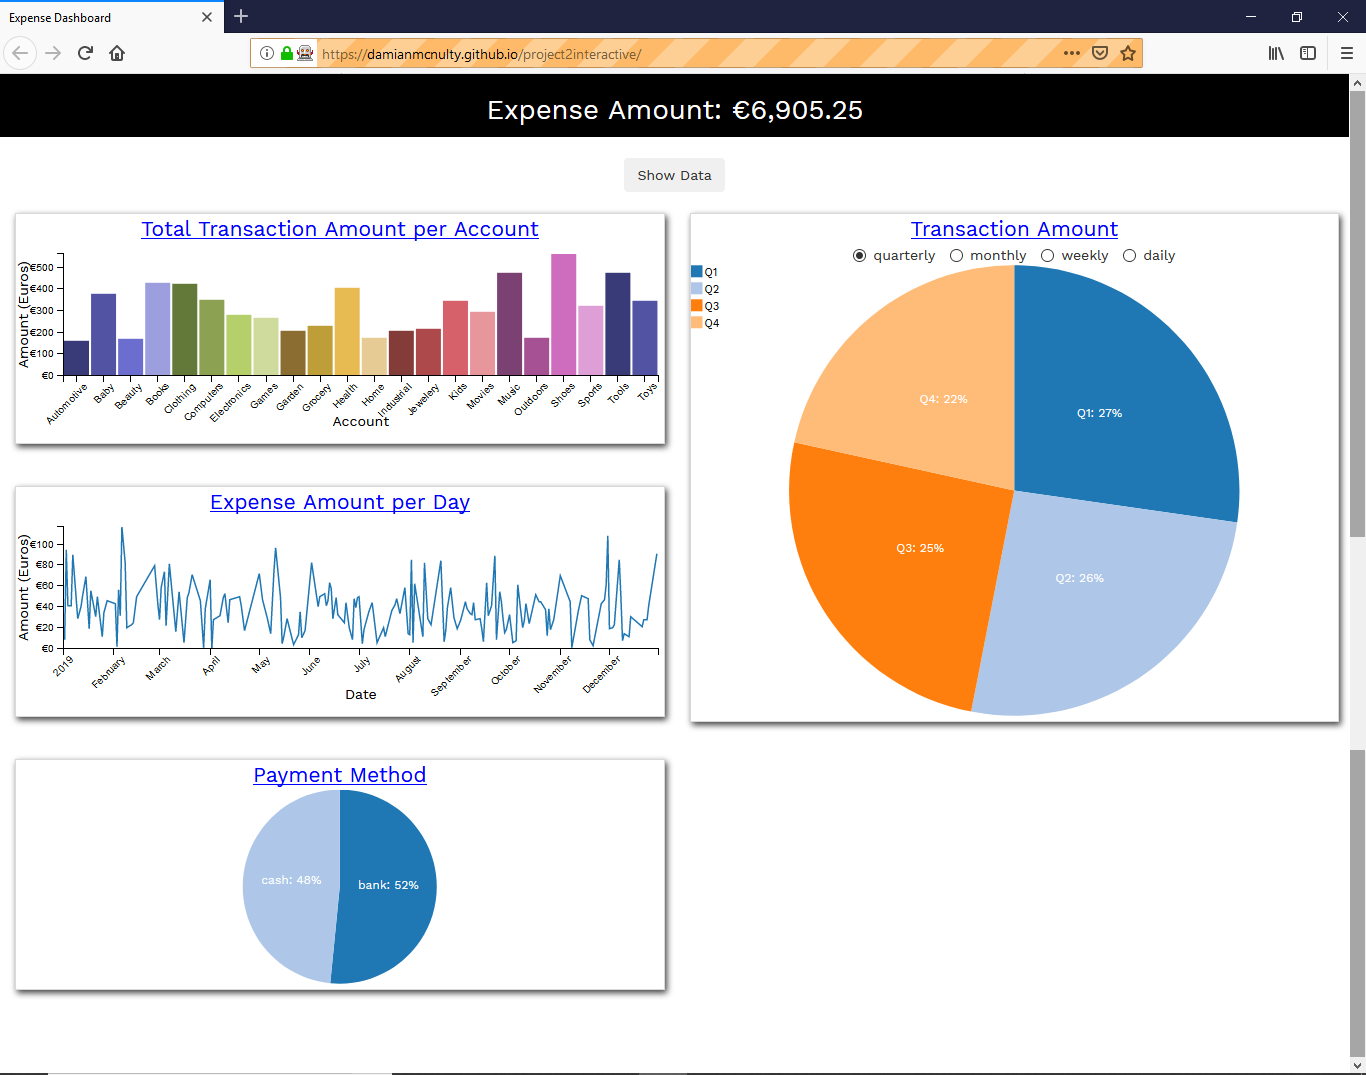 Expense Dashboard
https://damianmcnulty.github.io/project2interactive/
Expense Amount: €6,905.25
Show Data
Total Transaction Amount per Account
Amount (Euros)
€500
€400
€300
€200
€100
€0
Automotive Baby Beauty Books Clothing Computers Electronics Games Garden Grocery Health Home Industrial Jewelery Kids Movies Music Outdoors Shoes Sports Tools Toys
Account
Transaction Amount
quarterly monthly weekly daily
Q1
Q2
Q3
Q4
Q4: 22%
Q1: 27%
Q3: 25%
Q2: 26%
Expense Amount per Day
Amount (Euros)
€100
€80
€60
€40
€20
€0
2019 February March April May June July August September October November December
Date
Payment Method
cash: 48%
bank: 52%